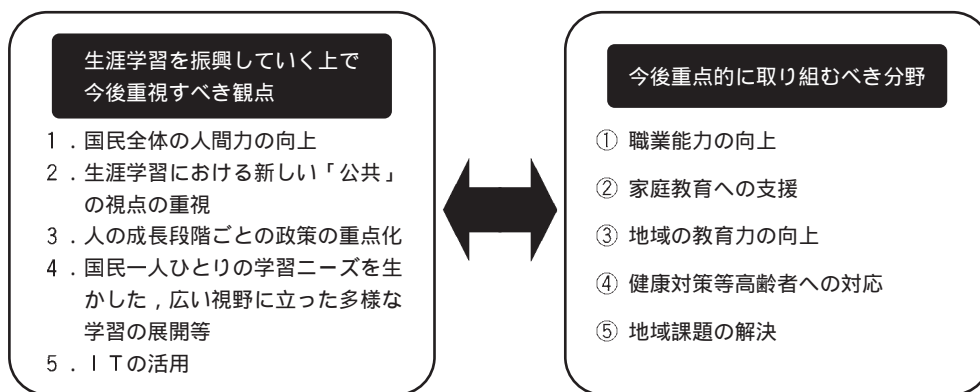 生涯学習を振興していく上で
今後重視すべき観点
1．国民全体の人間力の向上
2．生涯学習における新しい「公共」
の視点の重視
3．人の成長段階ごとの政策の重点化
4．国民一人ひとりの学習ニーズを生
かした，広い視野に立った多様な
学習の展開等
5．ＩＴの活用
今後重点的に取り組むべき分野
① 職業能力の向上
② 家庭教育への支援
③ 地域の教育力の向上
④ 健康対策等高齢者への対応
⑤ 地域課題の解決